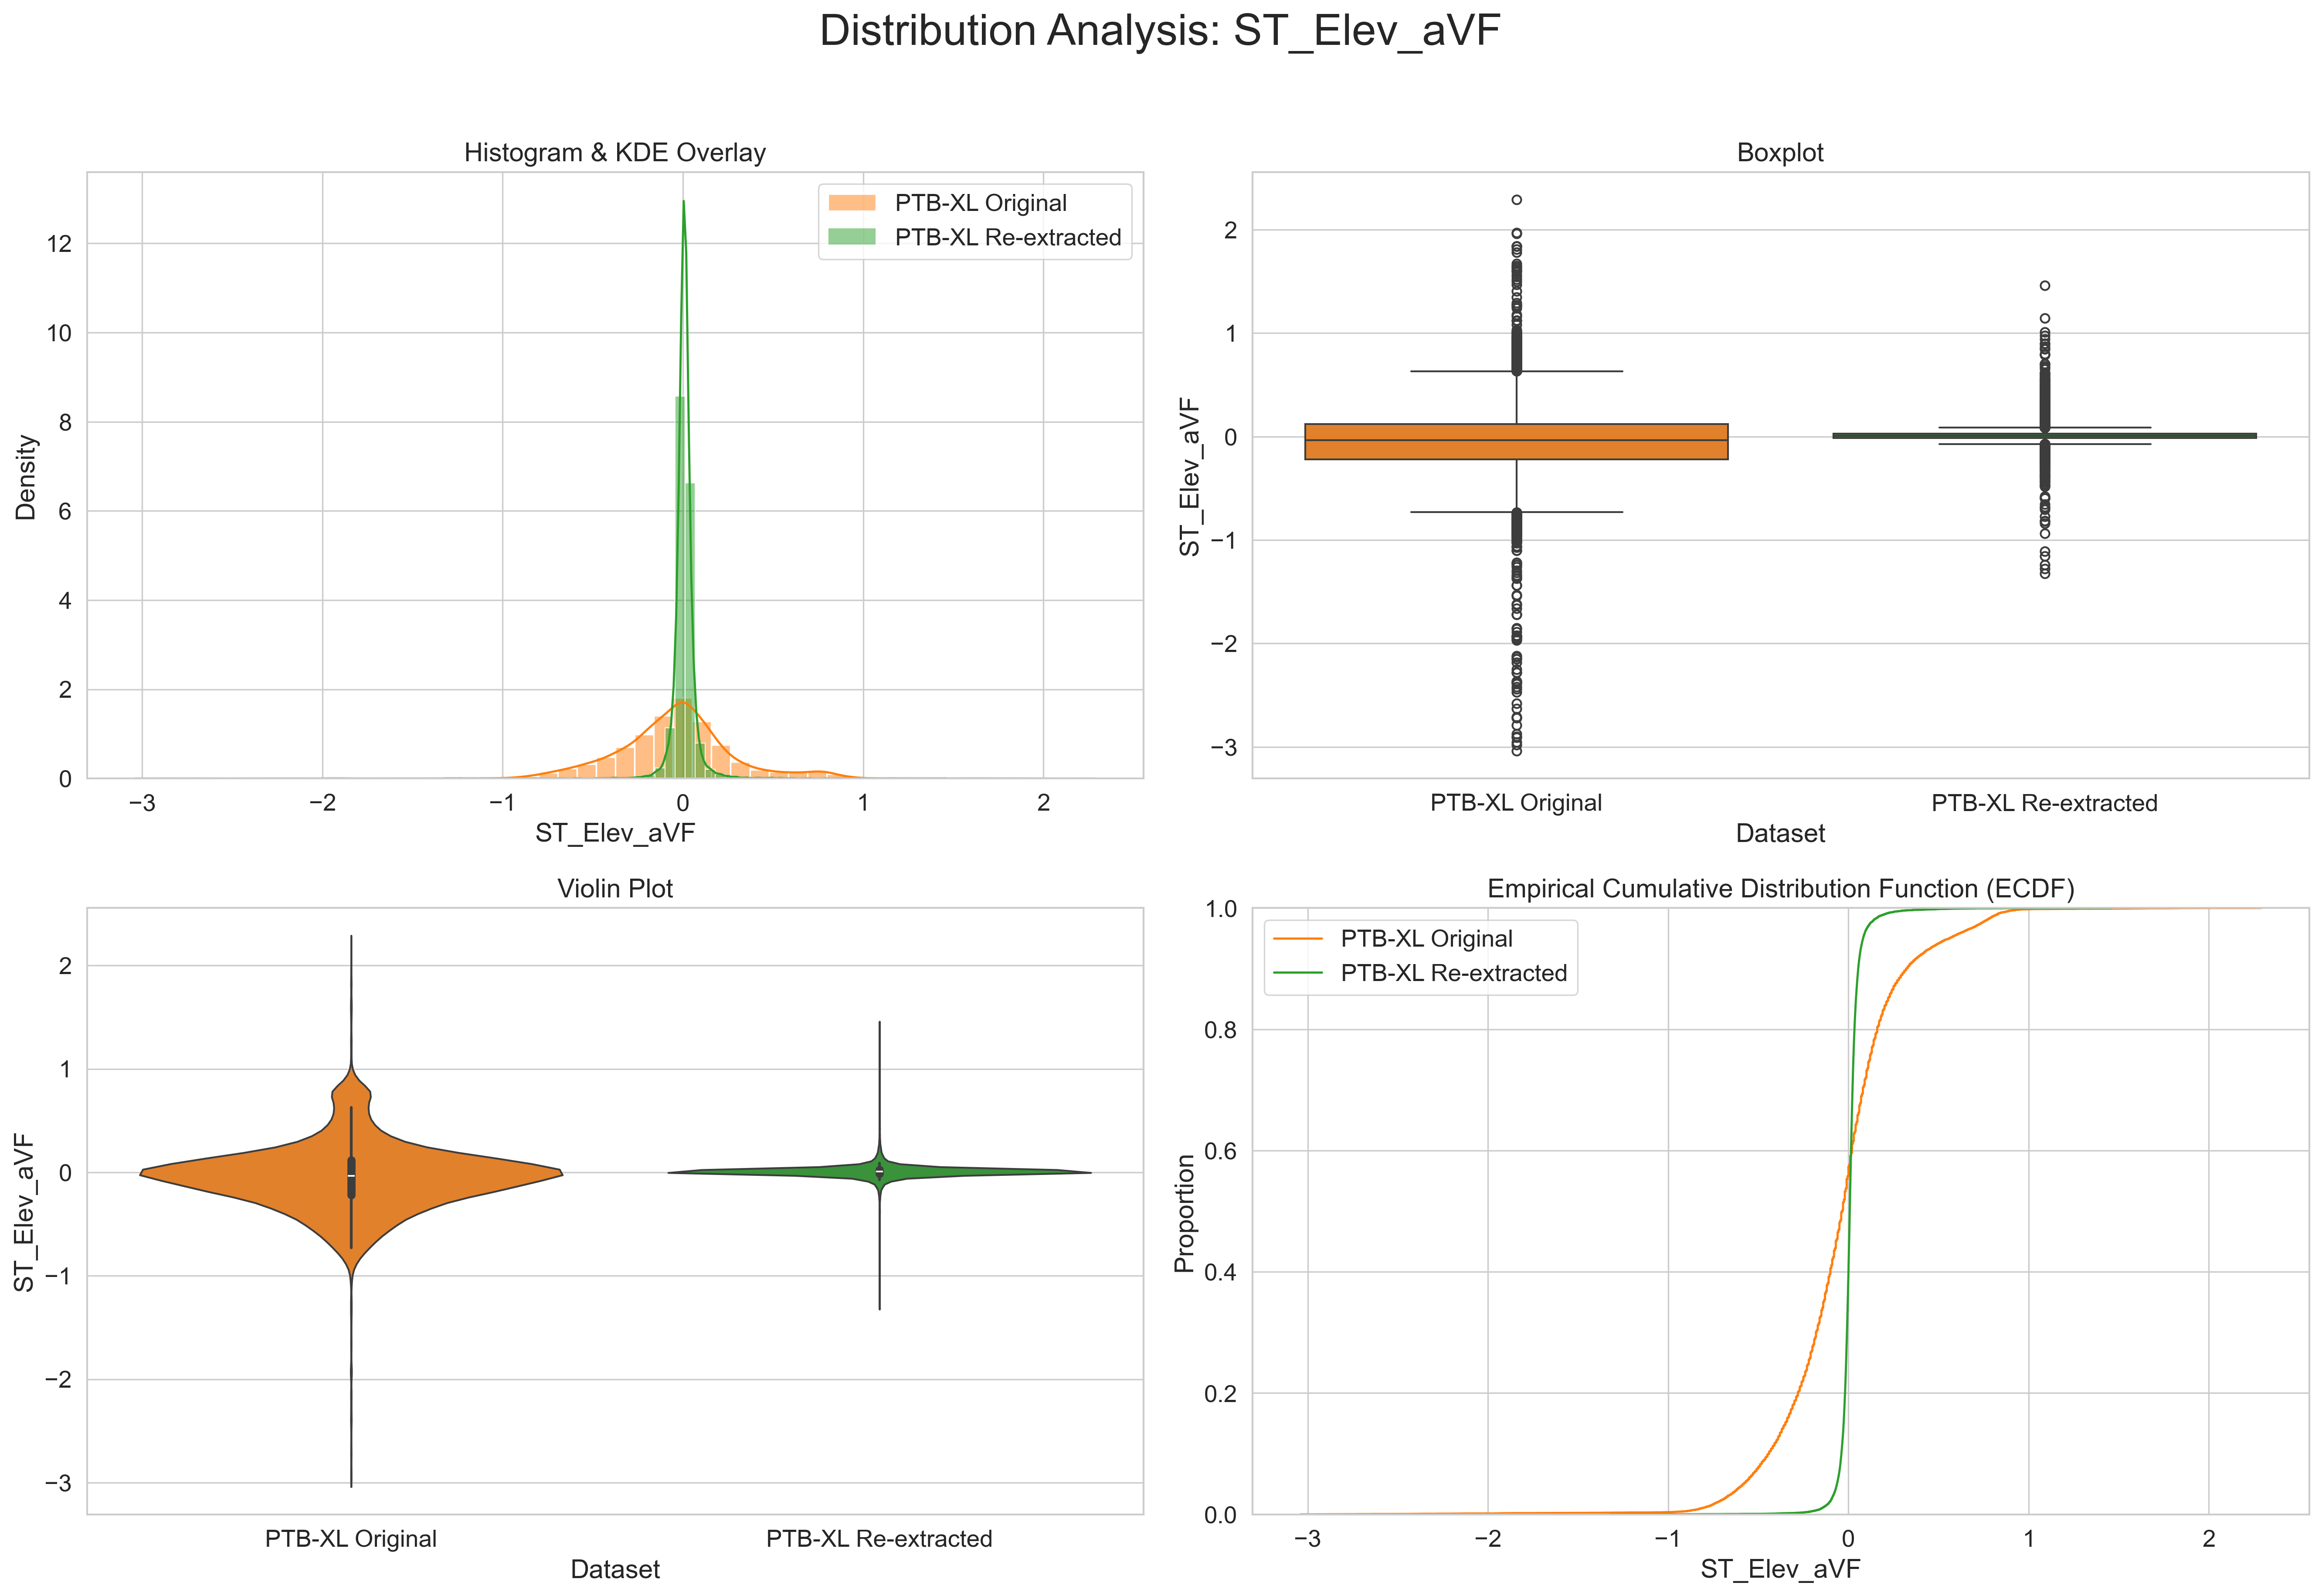 Distribution Analysis: ST_Elev_aVF
Histogram & KDE Overlay
PTB-XL Original
PTB-XL Re-extracted
Density
12
10
8
6
4
2
0
−3
−2
−1
0
1
2
ST_Elev_aVF
Boxplot
ST_Elev_aVF
2
1
0
−1
−2
−3
PTB-XL Original
PTB-XL Re-extracted
Dataset
Violin Plot
ST_Elev_aVF
2
1
0
−1
−2
−3
PTB-XL Original
PTB-XL Re-extracted
Dataset
Empirical Cumulative Distribution Function (ECDF)
PTB-XL Original
PTB-XL Re-extracted
Proportion
1.0
0.8
0.6
0.4
0.2
0.0
−3
−2
−1
0
1
2
ST_Elev_aVF